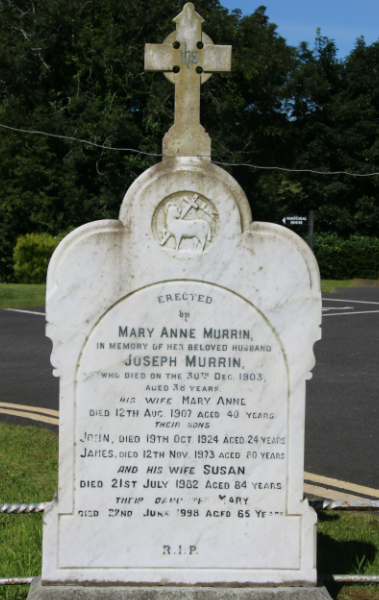 IHS
ERECTED
BY
MARY ANNE MURRIN,
IN MEMORY OF HER BELOVED HUSBAND
JOSEPH MURRIN,
WHO DIED ON THE 30TH DEC. 1903,
AGED 38 YEARS.
HIS WIFE MARY ANNE
DIED 12TH AUG. 1907 AGED 40 YEARS
THEIR SONS
JOHN, DIED 19TH OCT 1924 AGED 24 YEARS
JAMES, DIED 12TH NOV. 1973 AGED 80 YEARS
AND HIS WIFE SUSAN
DIED 21ST JULY 1982 AGED 84 YEARS
THEIR DAUGHTER MARY
DIED 22ND JUNE 1998 AGED 65 YEARS
R.I.P.